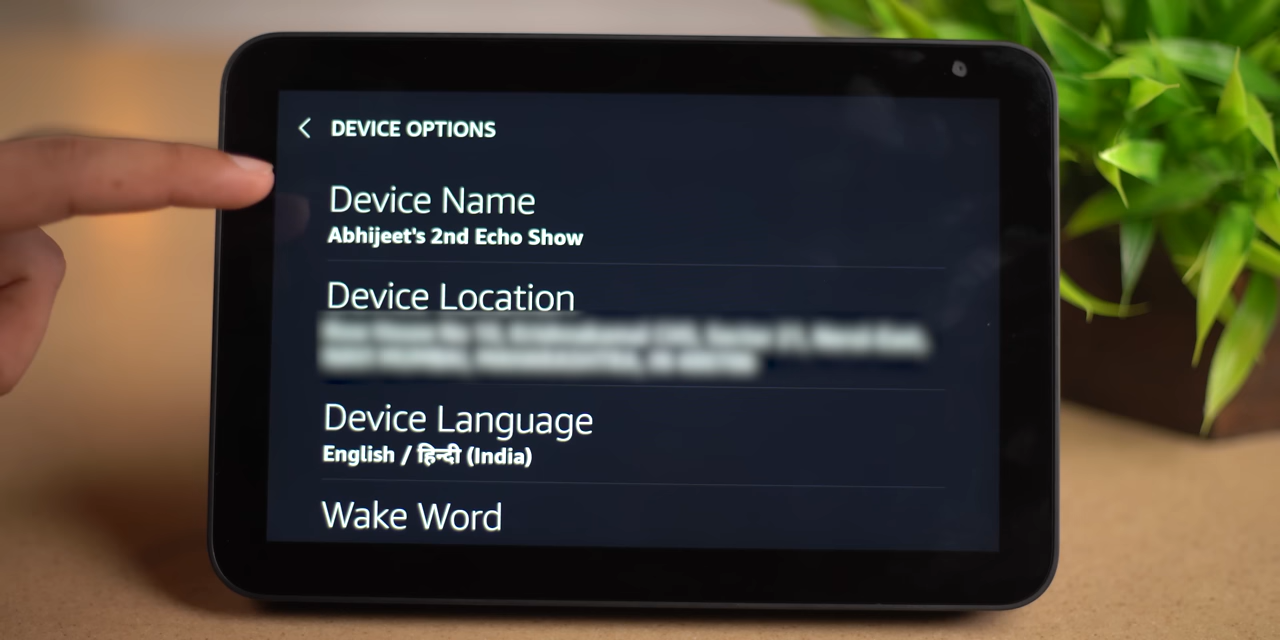 DEVICE OPTIONS
Device Name
Abhijeet's 2nd Echo Show
Device Location
Device Language
English / हिन्दी (India)
Wake Word